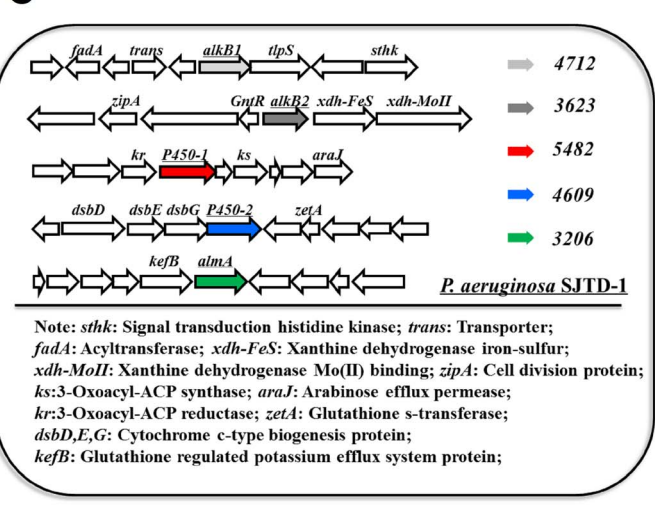 fadA trans alkB1 tlpS sthk 4712
zipA GntR alkB2 xdh-FeS xdh-MoII 3623
kr P450-1 ks araJ 5482
dsbD dsbE dsbG P450-2 zetA 4609
kefB almA 3206
P. aeruginosa SJTD-1
Note: sthk: Signal transduction histidine kinase; trans: Transporter;
fadA: Acyltransferase; xdh-FeS: Xanthine dehydrogenase iron-sulfur;
xdh-MoII: Xanthine dehydrogenase Mo(II) binding; zipA: Cell division protein;
ks:3-Oxoacyl-ACP synthase; araJ: Arabinose efflux permease;
kr:3-Oxoacyl-ACP reductase; zetA: Glutathione s-transferase;
dsbD,E,G: Cytochrome c-type biogenesis protein;
kefB: Glutathione regulated potassium efflux system protein;